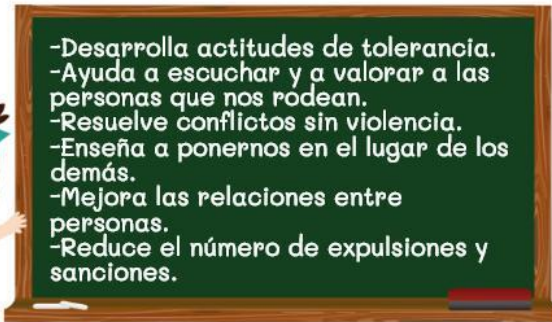 -Desarrolla actitudes de tolerancia.
-Ayuda a escuchar y a valorar a las
personas que nos rodean.
-Resuelve conflictos sin violencia.
-Enseña a ponernos en el lugar de los
demás.
-Mejora las relaciones entre
personas.
-Reduce el número de expulsiones y
sanciones.